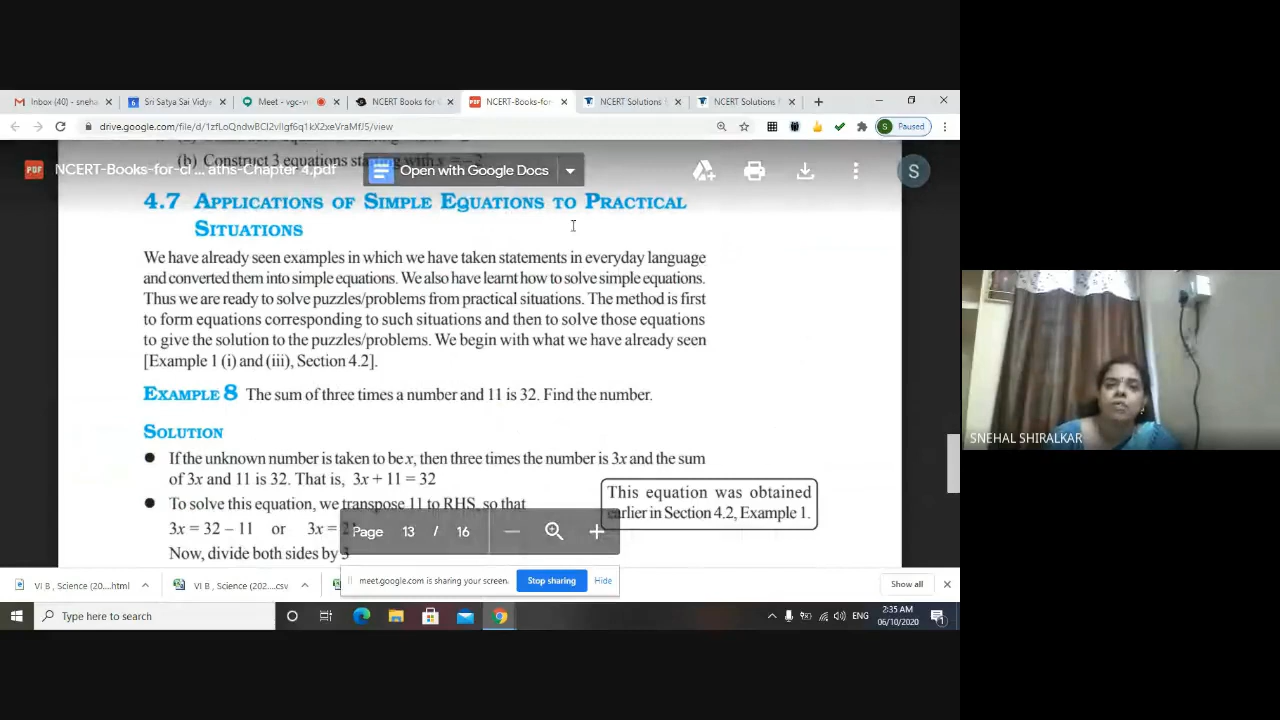 Inbox (40) - sneha
Sri Satya Sai Vidy
Meet - vgc-v
NCERT Books for C
NCERT-Books-for-
NCERT Solutions
NCERT Solutions
drive.google.com/file/d/1zfLoQndwBCI2vlIgf6q1kX2xeVraMfJ5/view
Paused
(b) Construct 3 equations starting with x = –2
NCERT-Books-for-cl ... aths-Chapter 4.pdf
Open with Google Docs
S
4.7 APPLICATIONS OF SIMPLE EQUATIONS TO PRACTICAL
SITUATIONS
We have already seen examples in which we have taken statements in everyday language
and converted them into simple equations. We also have learnt how to solve simple equations.
Thus we are ready to solve puzzles/problems from practical situations. The method is first
to form equations corresponding to such situations and then to solve those equations
to give the solution to the puzzles/problems. We begin with what we have already seen
[Example 1 (i) and (iii), Section 4.2].
EXAMPLE 8 The sum of three times a number and 11 is 32. Find the number.
SOLUTION
● If the unknown number is taken to be x, then three times the number is 3x and the sum
of 3x and 11 is 32. That is, 3x + 11 = 32
● To solve this equation, we transpose 11 to RHS, so that
3x = 32 – 11 or 3x = 2
Now, divide both sides by 3
This equation was obtained
earlier in Section 4.2, Example 1.
Page 13 / 16
meet.google.com is sharing your screen.
Stop sharing
Hide
VI B , Science (20....html
VI B , Science (202....csv
Show all
Type here to search
ENG
2:35 AM
06/10/2020
SNEHAL SHIRALKAR